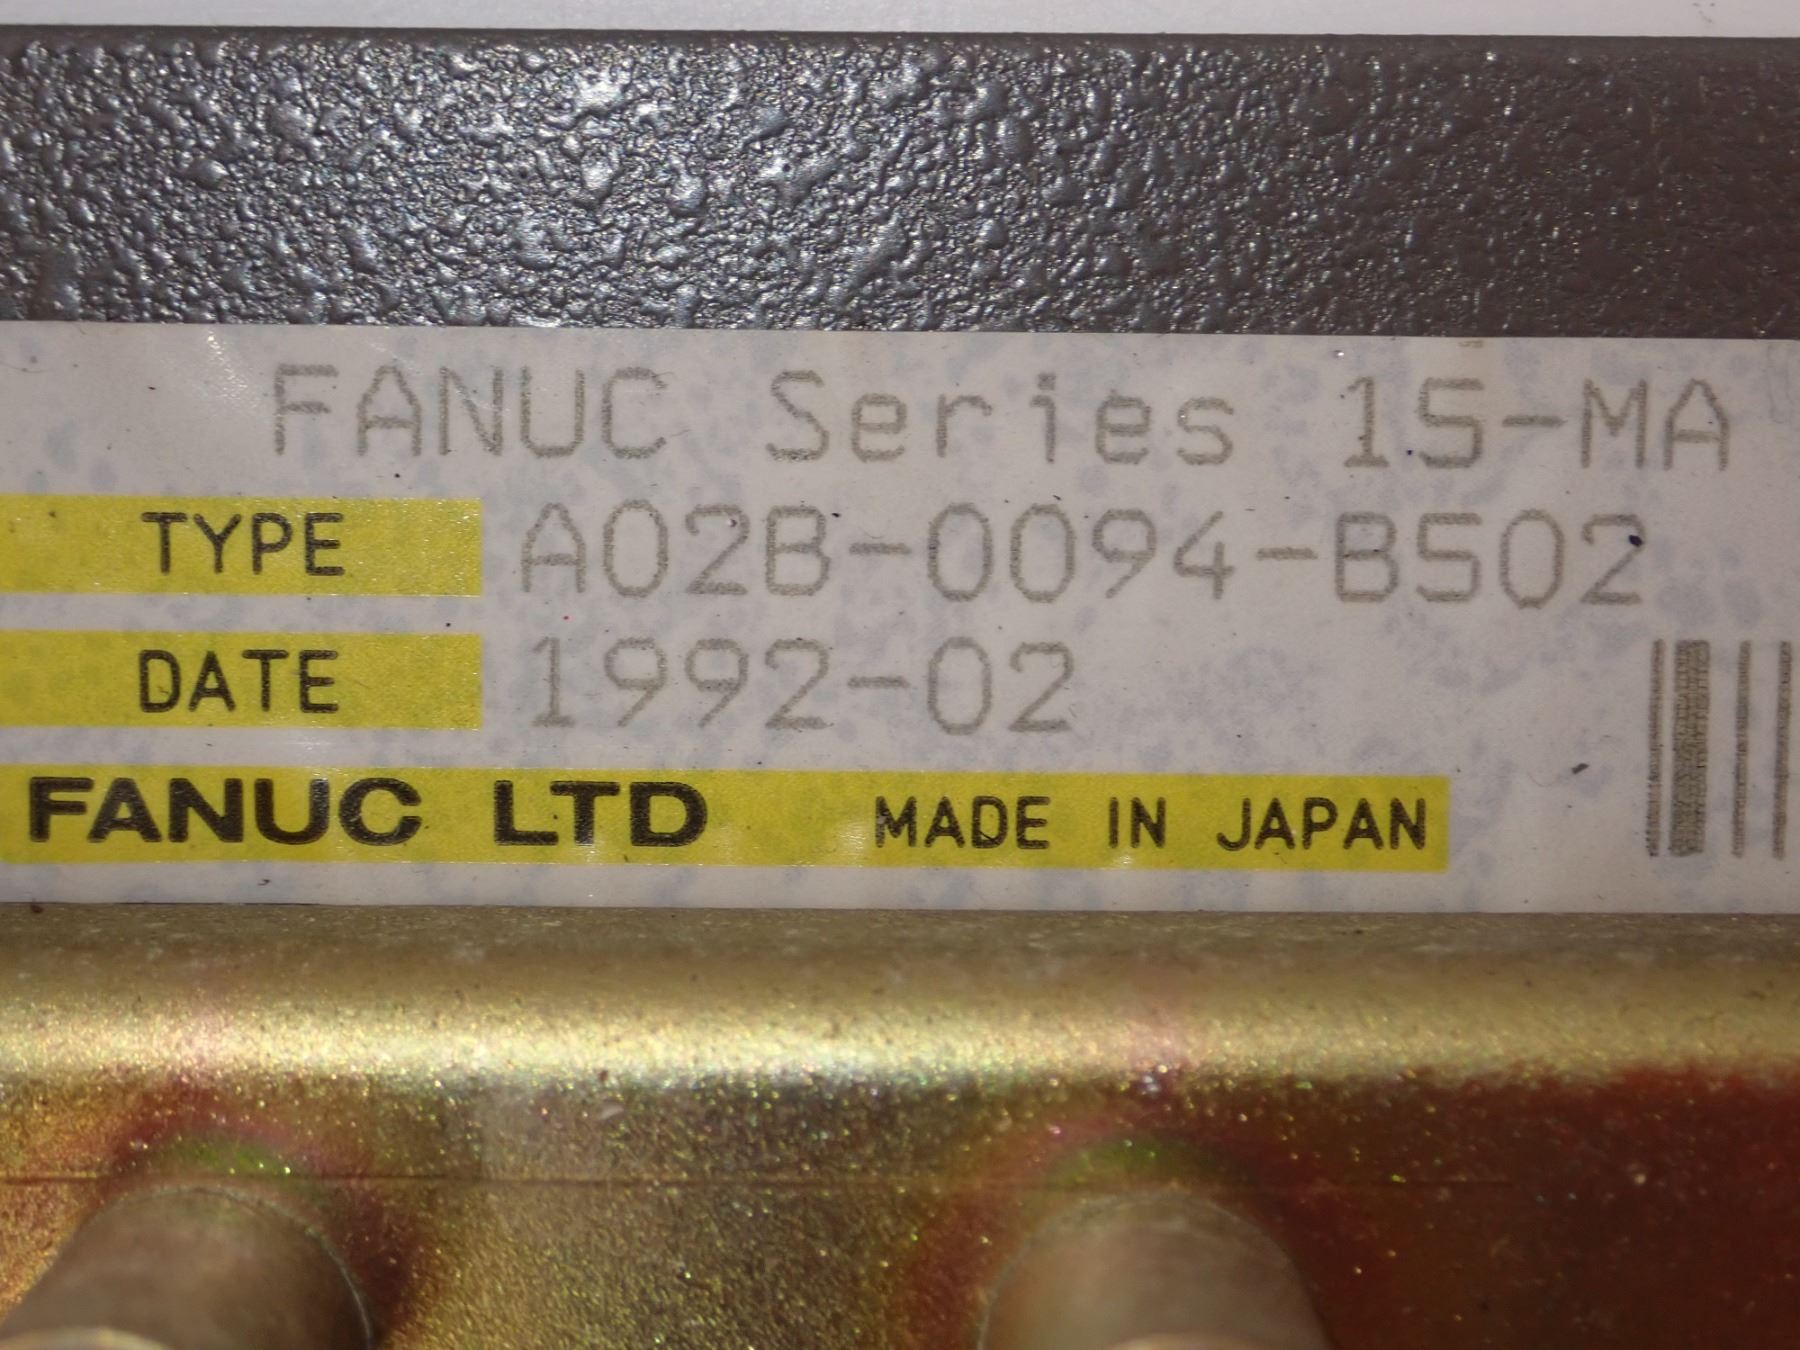 FANUC Series 15-MA
TYPE A02B-0094-B502
DATE 1992-02
FANUC LTD MADE IN JAPAN